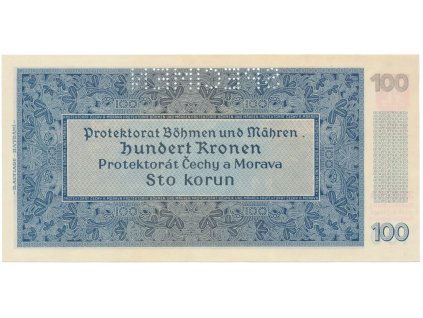 100
Protektorat Böhmen und Mähren.
Hundert Kronen
Protektorát Čechy a Morava
Sto korun
100